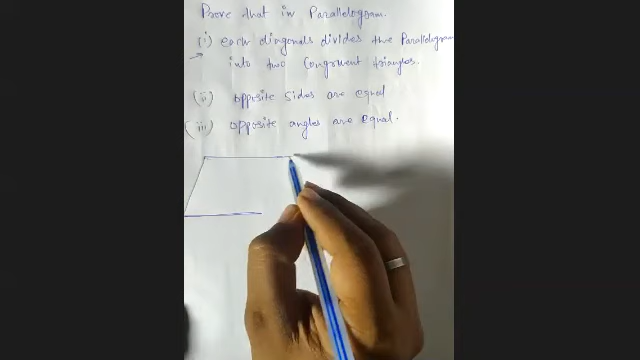 Prove that in Parallelogram.
(i) each diagonals divides the Parallelogram
into two Congruent triangles.
(ii) opposite sides are equal
(iii) opposite angles are equal.